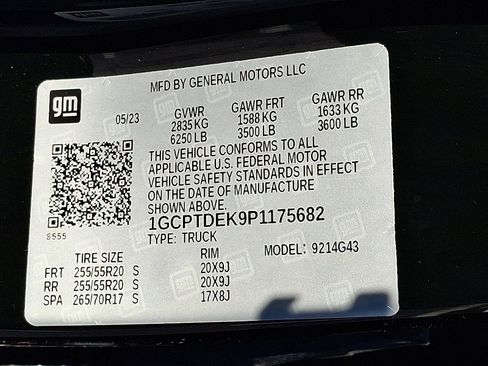 gm
MFD BY GENERAL MOTORS LLC
05/23 GVWR GAWR FRT GAWR RR
2835 KG 1588 KG 1633 KG
6250 LB 3500 LB 3600 LB
THIS VEHICLE CONFORMS TO ALL
APPLICABLE U.S. FEDERAL MOTOR
VEHICLE SAFETY STANDARDS IN EFFECT
ON THE DATE OF MANUFACTURE
SHOWN ABOVE.
1GCPTDEK9P1175682
S555
TYPE: TRUCK MODEL: 9214G43
TIRE SIZE RIM
FRT 255/55R20 S 20X9J
RR 255/55R20 S 20X9J
SPA 265/70R17 S 17X8J